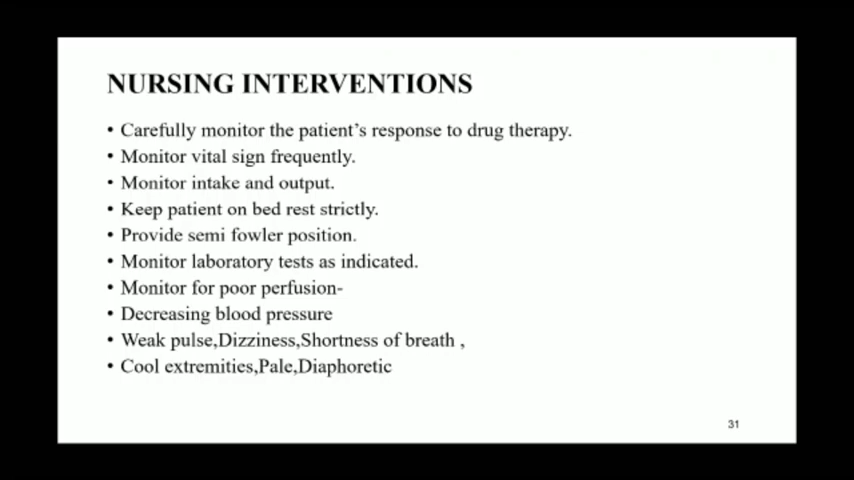 NURSING INTERVENTIONS
• Carefully monitor the patient's response to drug therapy.
• Monitor vital sign frequently.
• Monitor intake and output.
• Keep patient on bed rest strictly.
• Provide semi fowler position.
• Monitor laboratory tests as indicated.
• Monitor for poor perfusion-
• Decreasing blood pressure
• Weak pulse,Dizziness,Shortness of breath ,
• Cool extremities,Pale,Diaphoretic
31